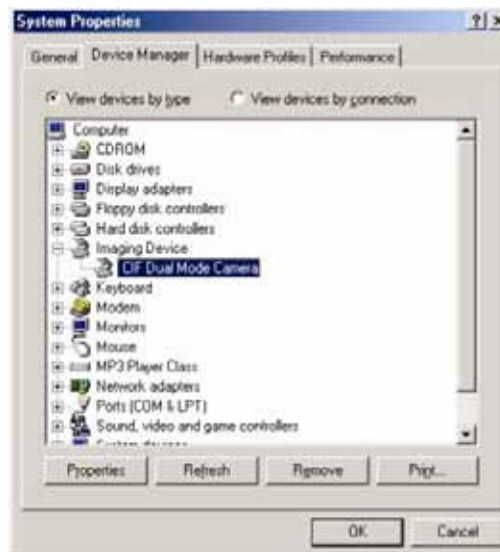 System Properties
General Device Manager Hardware Profiles Performance
View devices by type View devices by connection
Computer
CDROM
Disk drives
Display adapters
Floppy disk controllers
Hard disk controllers
Imaging Device
CIF Dual Mode Camera
Keyboard
Modem
Monitors
Mouse
MP3 Player Class
Network adapters
Ports (COM & LPT)
Sound, video and game controllers
System devices
Properties Refresh Remove Print...
OK Cancel